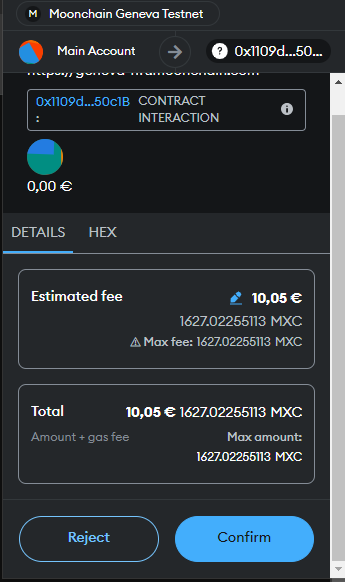 M Moonchain Geneva Testnet
Main Account
? 0x1109d...50...
0x1109d...50c1B
:
CONTRACT
INTERACTION
0,00 €
DETAILS HEX
Estimated fee 10,05 €
1627.02255113 MXC
⚠ Max fee: 1627.02255113 MXC
Total 10,05 € 1627.02255113 MXC
Amount + gas fee Max amount:
1627.02255113 MXC
Reject Confirm